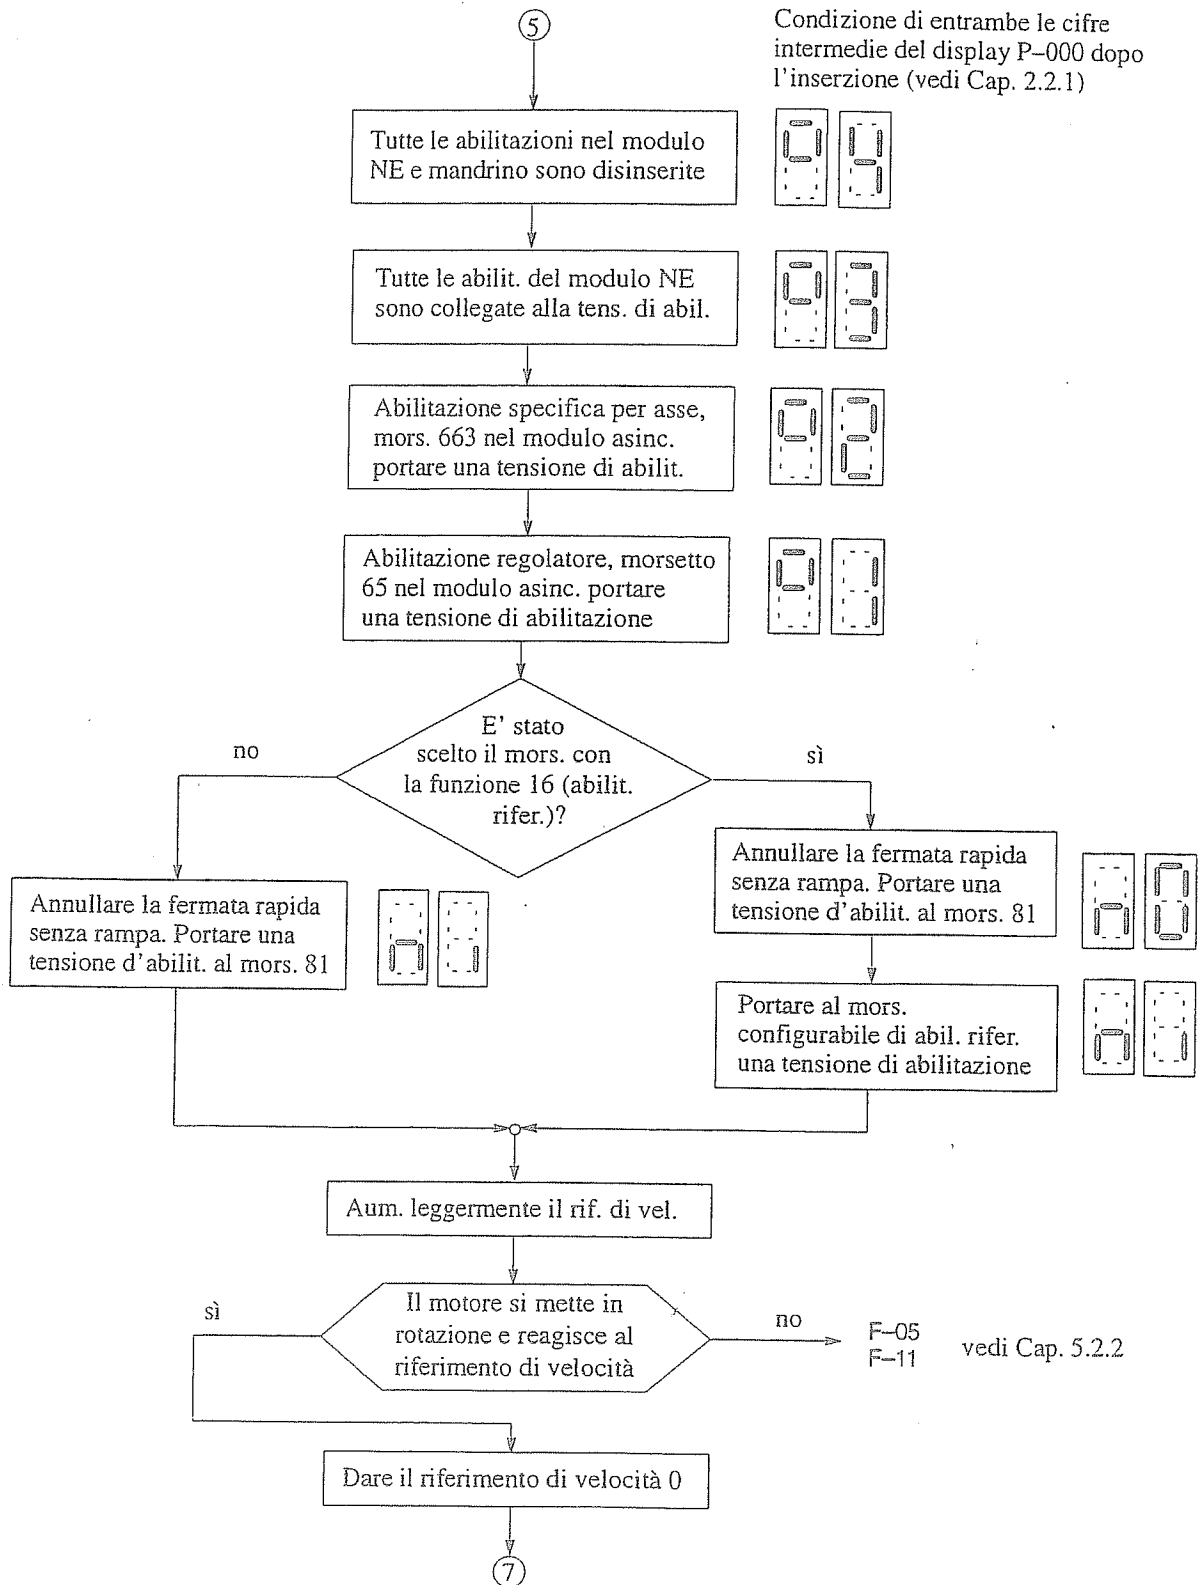 5
Condizione di entrambe le cifre
intermedie del display P–000 dopo
l'inserzione (vedi Cap. 2.2.1)
Tutte le abilitazioni nel modulo
NE e mandrino sono disinserite
Tutte le abilit. del modulo NE
sono collegate alla tens. di abil.
Abilitazione specifica per asse,
mors. 663 nel modulo asinc.
portare una tensione di abilit.
Abilitazione regolatore, morsetto
65 nel modulo asinc. portare
una tensione di abilitazione
E' stato
scelto il mors. con
la funzione 16 (abilit.
rifer.)?
no
sì
Annullare la fermata rapida
senza rampa. Portare una
tensione d'abilit. al mors. 81
Annullare la fermata rapida
senza rampa. Portare una
tensione d'abilit. al mors. 81
Portare al mors.
configurabile di abil. rifer.
una tensione di abilitazione
Aum. leggermente il rif. di vel.
Il motore si mette in
rotazione e reagisce al
riferimento di velocità
sì
no
F–05
F–11
vedi Cap. 5.2.2
Dare il riferimento di velocità 0
7